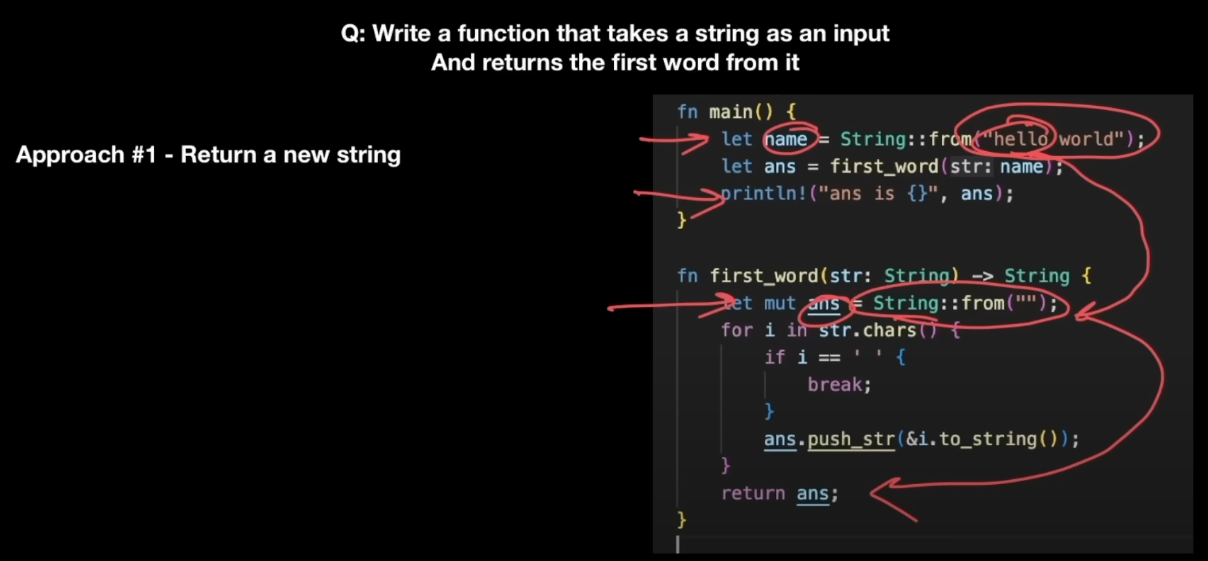 Q: Write a function that takes a string as an input
And returns the first word from it
Approach #1 - Return a new string
fn main() {
let name = String::from("hello world");
let ans = first_word(str: name);
println!("ans is {}", ans);
}
fn first_word(str: String) -> String {
let mut ans = String::from("");
for i in str.chars() {
if i == ' ' {
break;
}
ans.push_str(&i.to_string());
}
return ans;
}